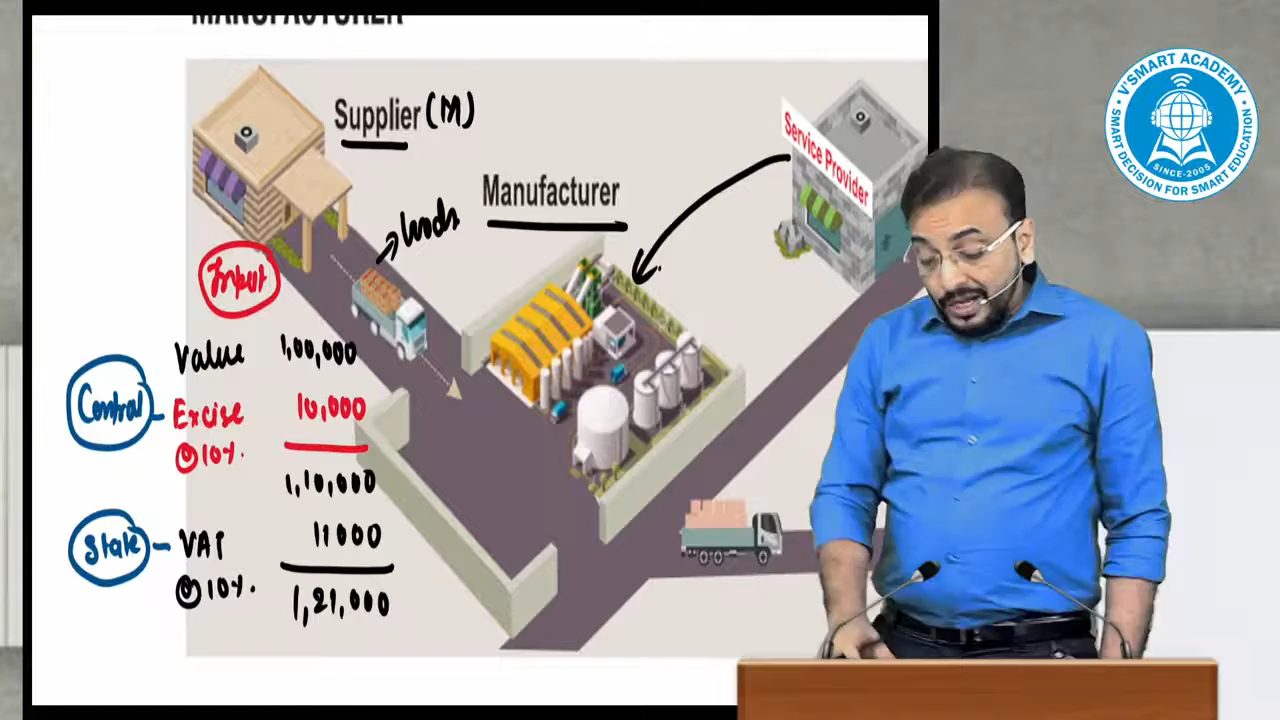 MANUFACTURER
Supplier (M)
Manufacturer
Service Provider
Goods
Input
Value 1,00,000
Central - Excise 10,000
@10%.
1,10,000
State - VAT 11000
@10%.
1,21,000
V'SMART ACADEMY
SINCE-2005
SMART DECISION FOR SMART EDUCATION